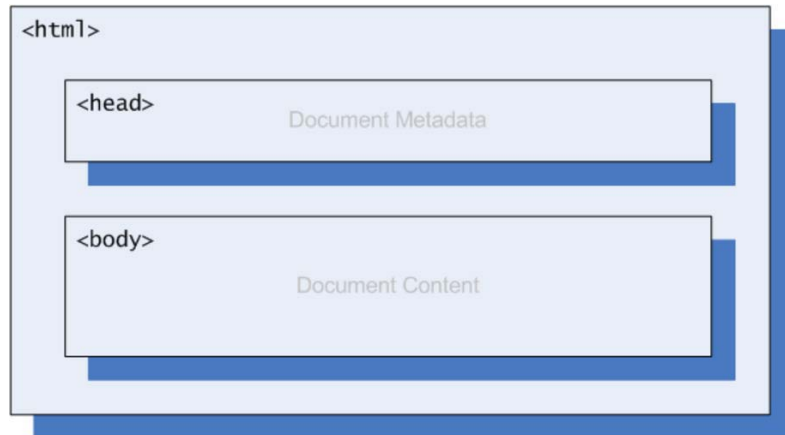 <html>
<head>
Document Metadata
<body>
Document Content